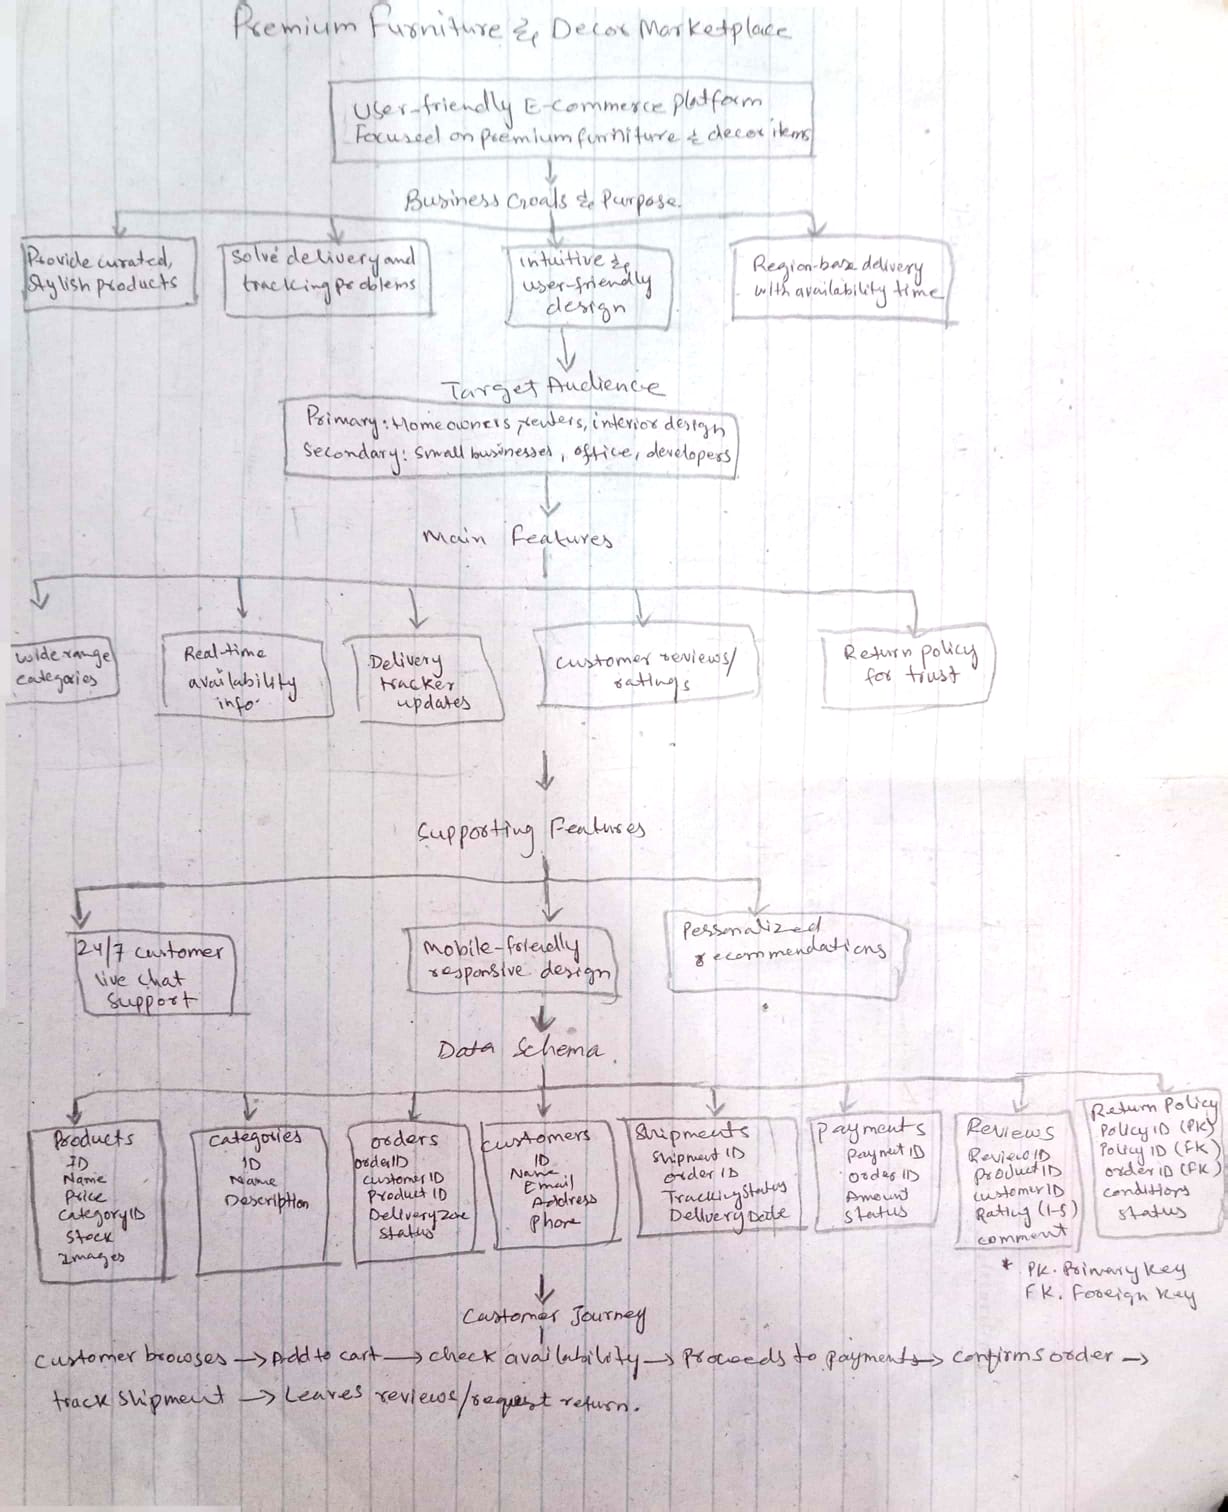 Premium Furniture & Decor Marketplace
User-friendly E-commerce platform
Focused on premium furniture & decor items
Business Goals & Purpose.
Provide curated,
Stylish products
Solve delivery and
tracking problems
intuitive &
user-friendly
design
Region-base delivery
with availability time
Target Audience
Primary: Homeowners, renters, interior design
Secondary: Small businesses, office, developers
Main Features
wide range
categories
Real-time
availability
info.
Delivery
tracker
updates
customer reviews/
ratings
Return policy
for trust
Supporting Features
24/7 customer
live chat
support
Mobile-friendly
responsive design
Personalized
recommendations
Data Schema.
Products
ID
Name
Price
CategoryID
Stock
Images
Categories
ID
Name
Description
orders
orderID
customerID
Product ID
DeliveryZone
Status
Customers
ID
Name
Email
Address
Phone
Shipments
Shipment ID
order ID
TrackingStatus
DeliveryDate
Payments
Paymet ID
order ID
Amount
Status
Reviews
Review ID
Product ID
Customer ID
Rating (1-5)
comment
Return Policy
Policy ID (PK)
Policy ID (FK)
order ID (FK)
conditions
status
* PK. Primary Key
FK. Foreign Key
Customer Journey
Customer browses → Add to cart → check availability → Proceeds to payments → confirms order →
track shipment → Leaves reviews/request return.